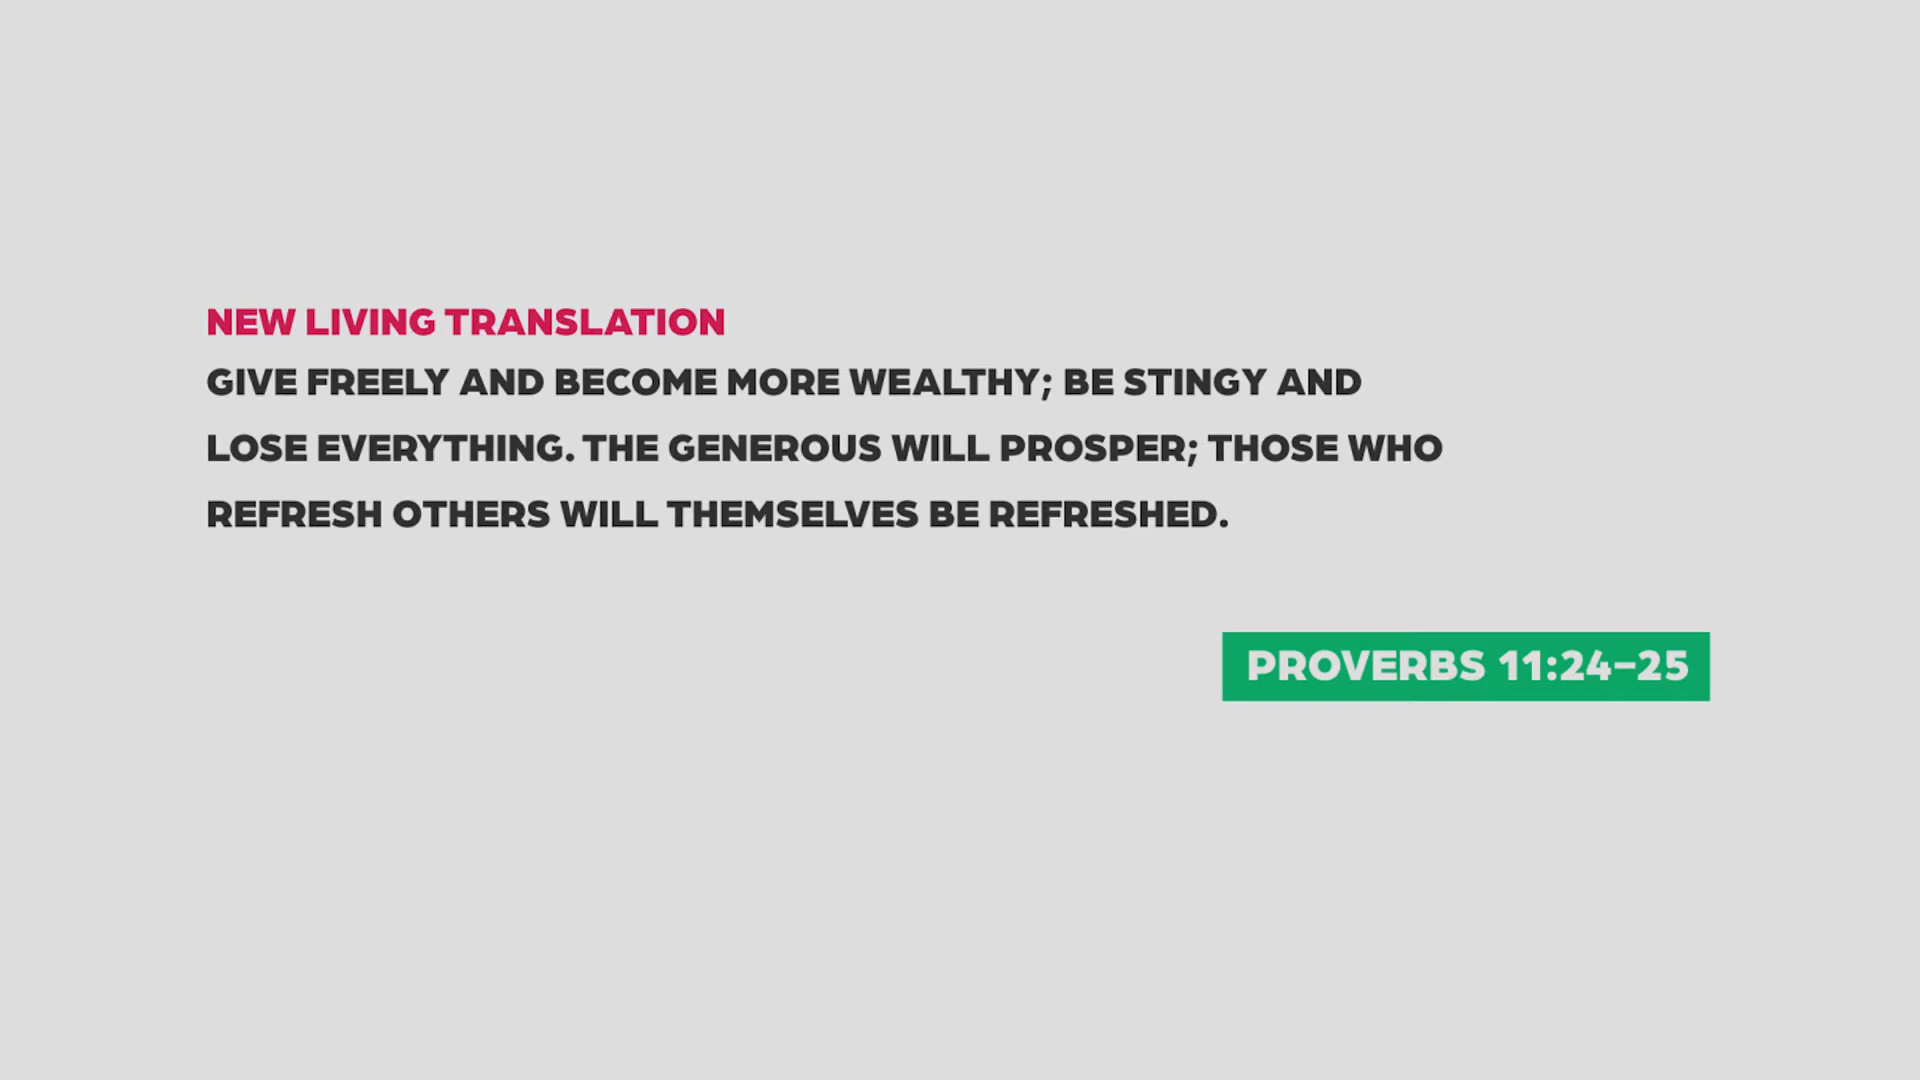 NEW LIVING TRANSLATION
GIVE FREELY AND BECOME MORE WEALTHY; BE STINGY AND
LOSE EVERYTHING. THE GENEROUS WILL PROSPER; THOSE WHO
REFRESH OTHERS WILL THEMSELVES BE REFRESHED.
PROVERBS 11:24–25